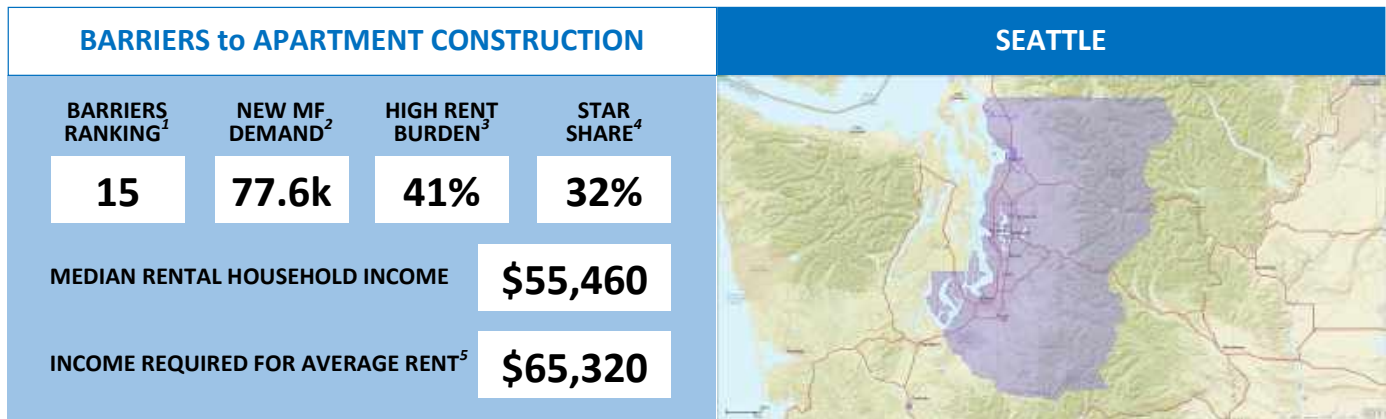 BARRIERS to APARTMENT CONSTRUCTION
SEATTLE
BARRIERS
RANKING1
NEW MF
DEMAND2
HIGH RENT
BURDEN3
STAR
SHARE4
15
77.6k
41%
32%
MEDIAN RENTAL HOUSEHOLD INCOME
$55,460
INCOME REQUIRED FOR AVERAGE RENT5
$65,320